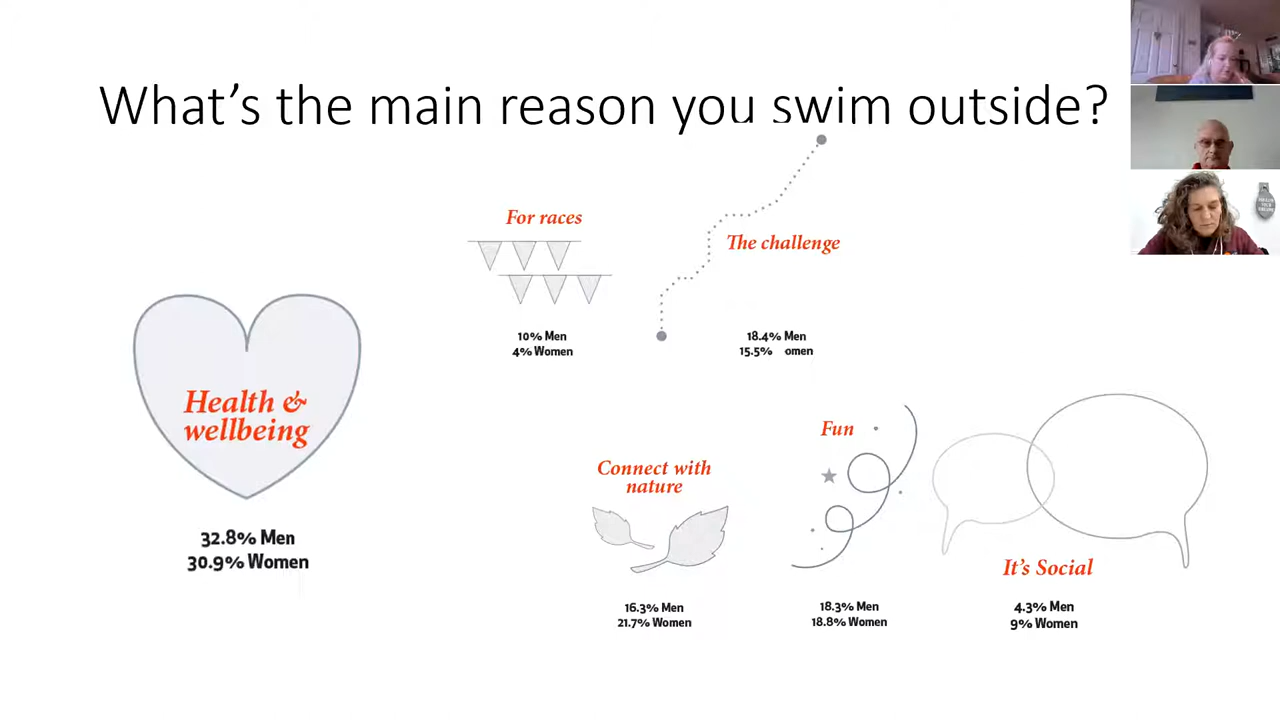 What's the main reason you swim outside?
For races
10% Men
4% Women
The challenge
18.4% Men
15.5% omen
Health &
wellbeing
32.8% Men
30.9% Women
Connect with
nature
16.3% Men
21.7% Women
Fun
18.3% Men
18.8% Women
It's Social
4.3% Men
9% Women